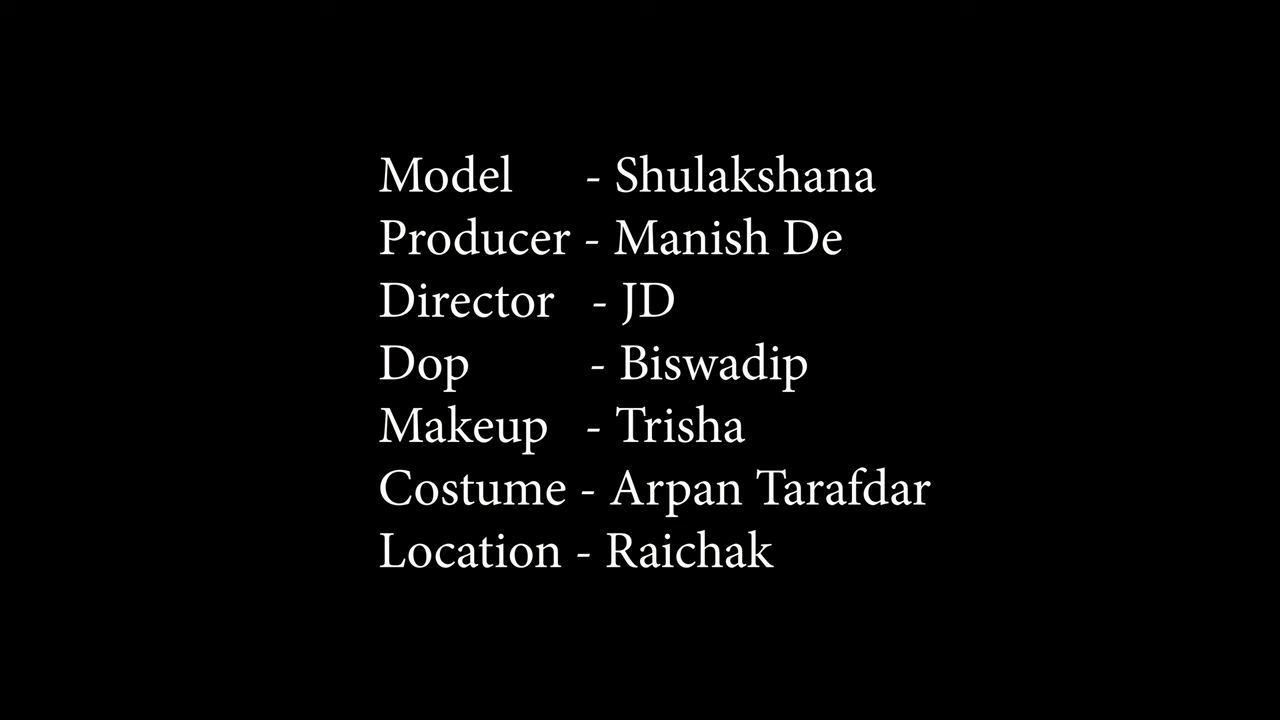 Model - Shulakshana
Producer - Manish De
Director - JD
Dop - Biswadip
Makeup - Trisha
Costume - Arpan Tarafdar
Location - Raichak